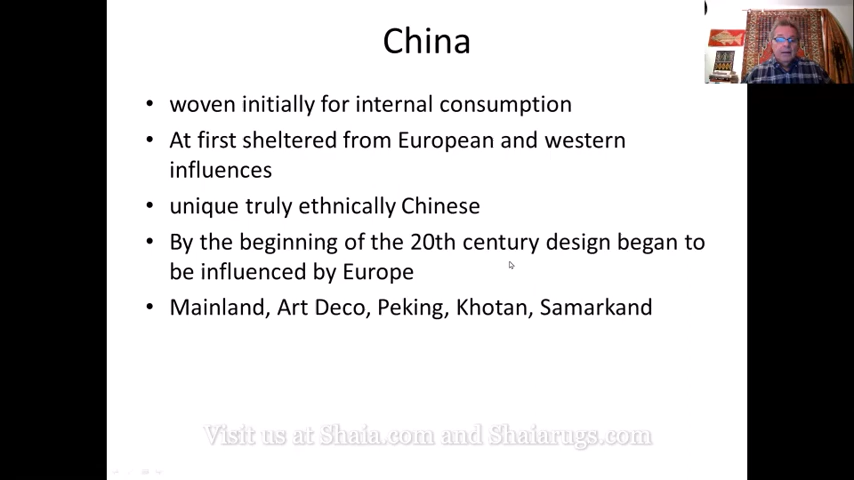 China
• woven initially for internal consumption
• At first sheltered from European and western
influences
• unique truly ethnically Chinese
• By the beginning of the 20th century design began to
be influenced by Europe
• Mainland, Art Deco, Peking, Khotan, Samarkand
Visit us at Shaia.com and Shaiarugs.com